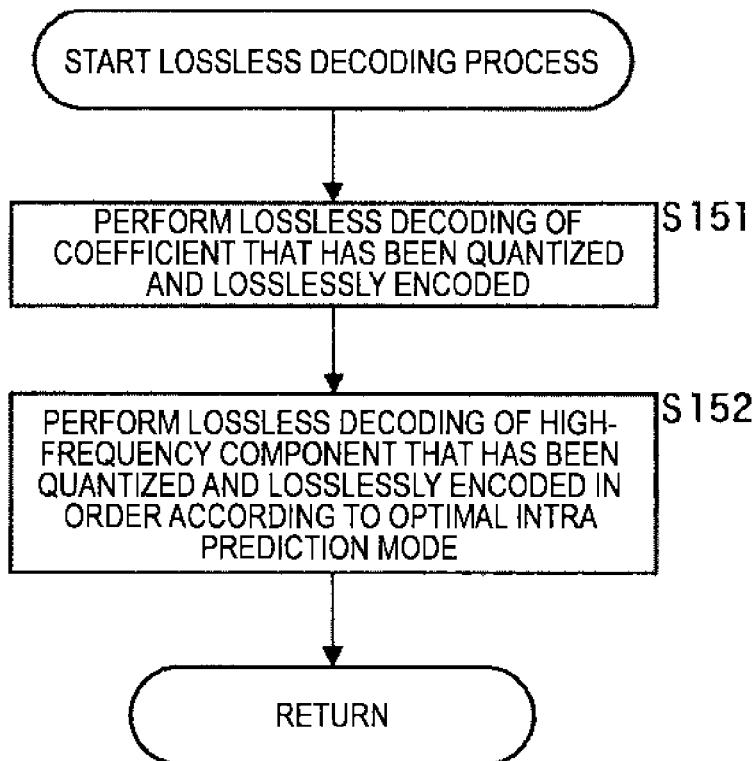 START LOSSLESS DECODING PROCESS
S151
PERFORM LOSSLESS DECODING OF
COEFFICIENT THAT HAS BEEN QUANTIZED
AND LOSSLESSLY ENCODED
S152
PERFORM LOSSLESS DECODING OF HIGH-
FREQUENCY COMPONENT THAT HAS BEEN
QUANTIZED AND LOSSLESSLY ENCODED IN
ORDER ACCORDING TO OPTIMAL INTRA
PREDICTION MODE
RETURN